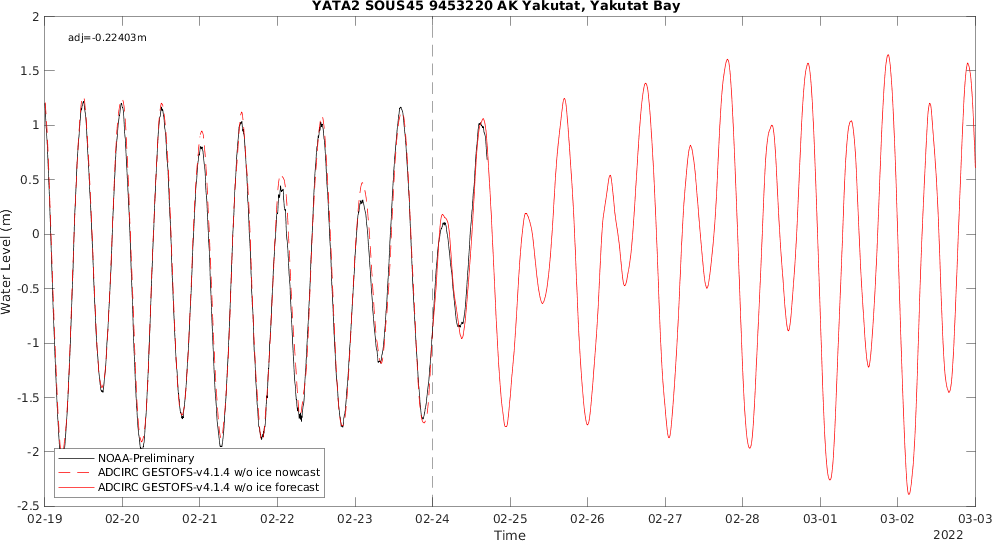 YATA2 SOUS45 9453220 AK Yakutat, Yakutat Bay
adj=-0.22403m
Water Level (m)
2
1.5
1
0.5
0
-0.5
-1
-1.5
-2
-2.5
NOAA-Preliminary
ADCIRC GESTOFS-v4.1.4 w/o ice nowcast
ADCIRC GESTOFS-v4.1.4 w/o ice forecast
02-19 02-20 02-21 02-22 02-23 02-24 02-25 02-26 02-27 02-28 03-01 03-02 03-03
Time
2022